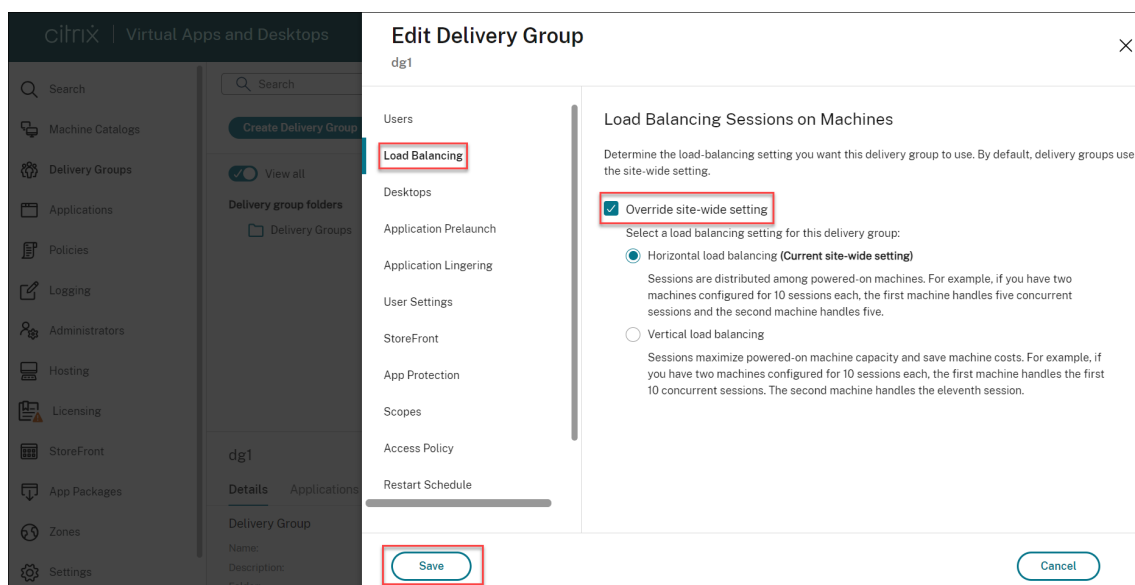 citrix | Virtual Apps and Desktops
Search
Machine Catalogs
Delivery Groups
Applications
Policies
Logging
Administrators
Hosting
Licensing
StoreFront
App Packages
Zones
Settings
Search
Create Delivery Group
View all
Delivery group folders
Delivery Groups
dg1
Details Applications
Delivery Group
Name:
Description:
Edit Delivery Group
dg1
Users
Load Balancing
Desktops
Application Prelaunch
Application Lingering
User Settings
StoreFront
App Protection
Scopes
Access Policy
Restart Schedule
Load Balancing Sessions on Machines
Determine the load-balancing setting you want this delivery group to use. By default, delivery groups use
the site-wide setting.
Override site-wide setting
Select a load balancing setting for this delivery group:
Horizontal load balancing (Current site-wide setting)
Sessions are distributed among powered-on machines. For example, if you have two
machines configured for 10 sessions each, the first machine handles five concurrent
sessions and the second machine handles five.
Vertical load balancing
Sessions maximize powered-on machine capacity and save machine costs. For example, if
you have two machines configured for 10 sessions each, the first machine handles the first
10 concurrent sessions. The second machine handles the eleventh session.
Save
Cancel